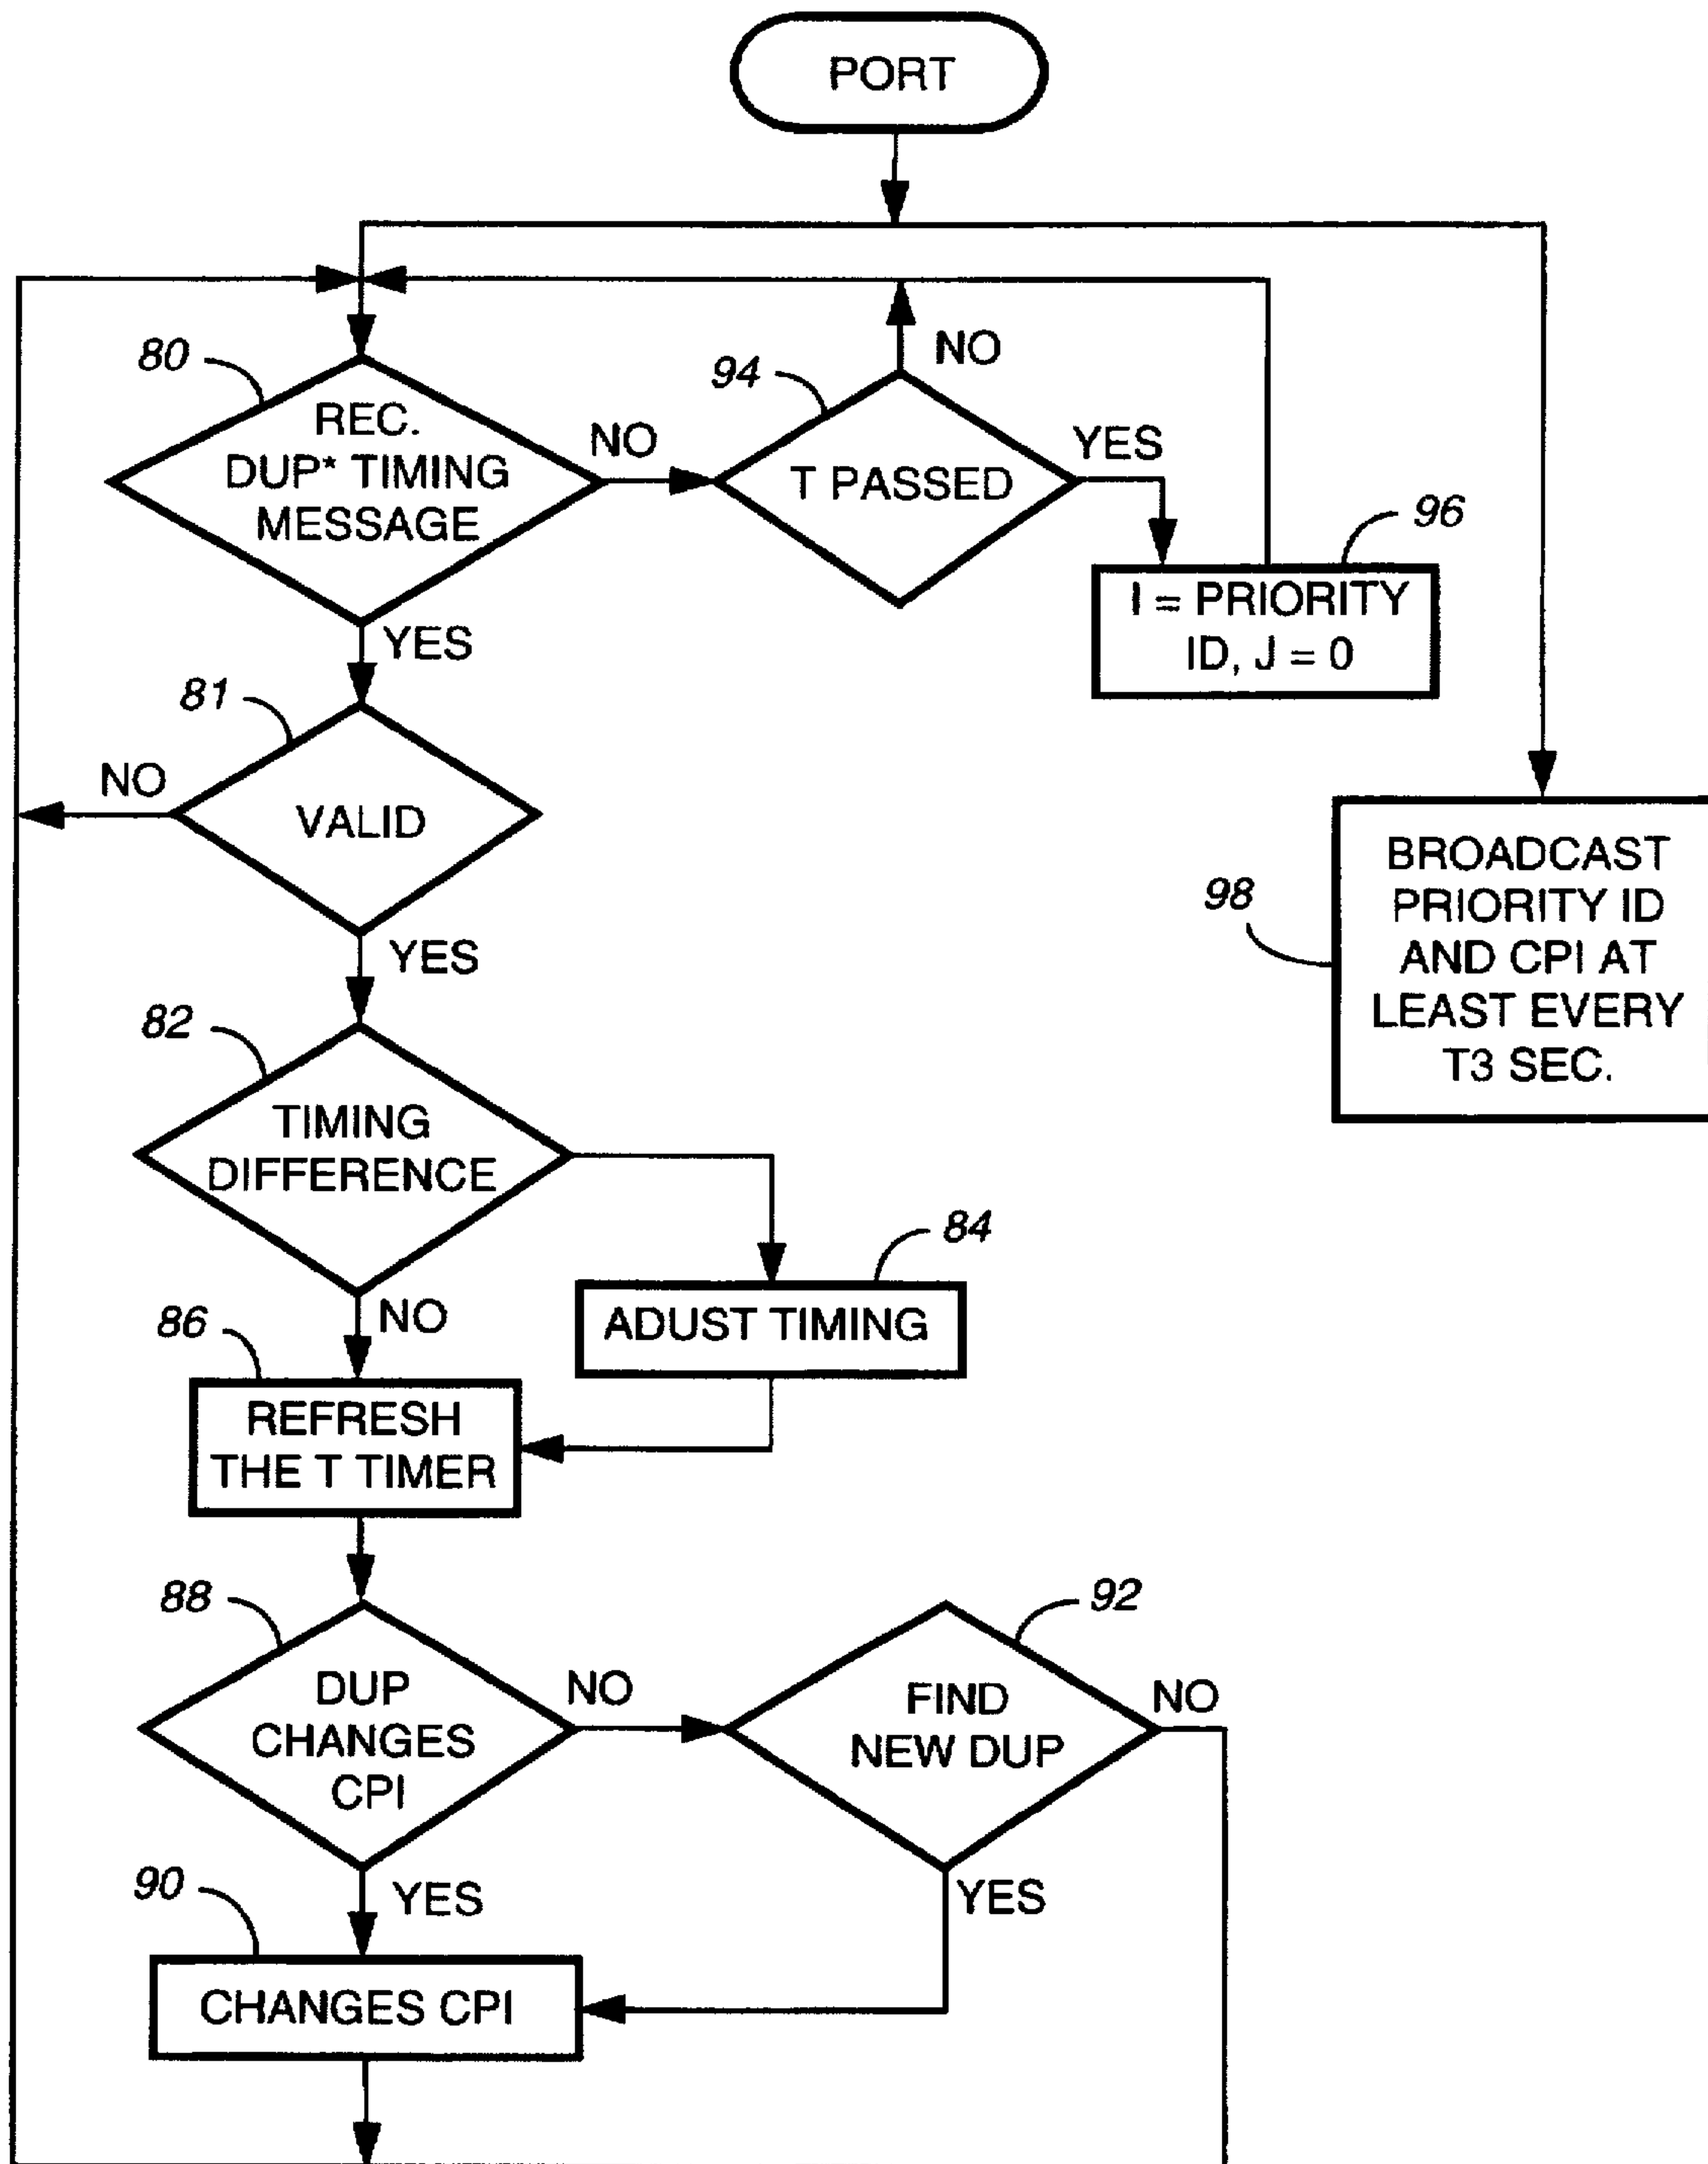 PORT
80
REC.
DUP* TIMING
MESSAGE
NO
YES
94
T PASSED
NO
YES
96
I = PRIORITY
ID, J = 0
81
VALID
NO
YES
98
BROADCAST
PRIORITY ID
AND CPI AT
LEAST EVERY
T3 SEC.
82
TIMING
DIFFERENCE
NO
84
ADUST TIMING
86
REFRESH
THE T TIMER
88
DUP
CHANGES
CPI
NO
YES
92
FIND
NEW DUP
NO
YES
90
CHANGES CPI